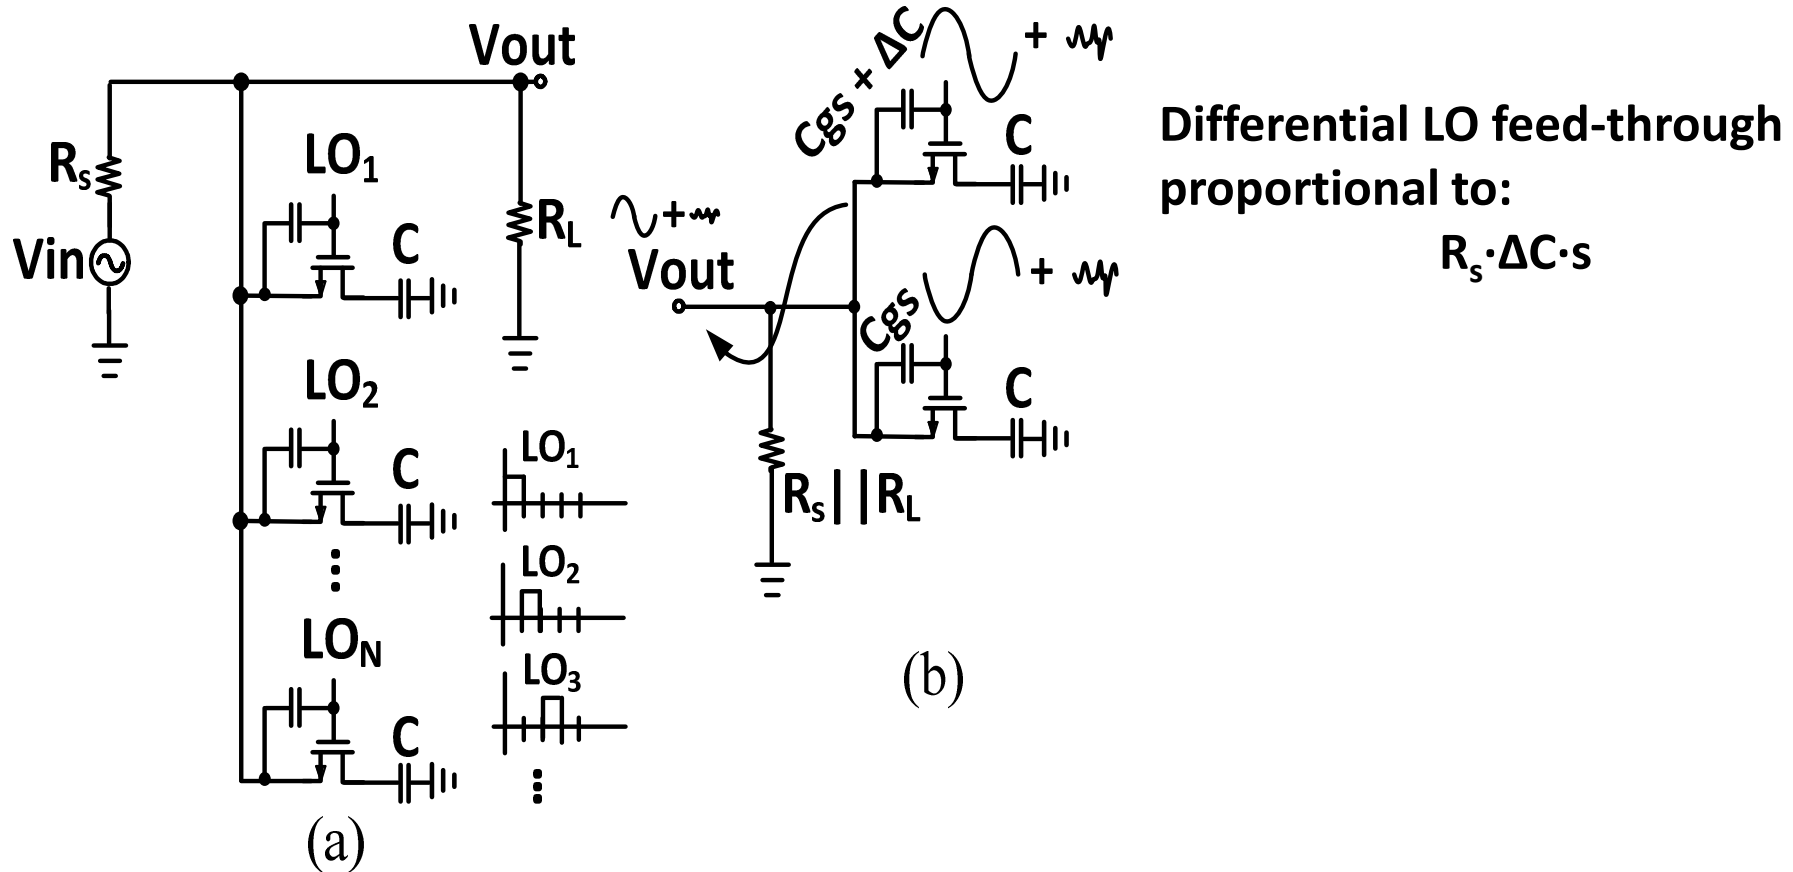 Vout
Rs
Vin
LO1
C
RL
LO2
C
LON
C
LO1
LO2
LO3
(a)
Cgs × ΔC
+
C
+
Vout
Cgs
+
C
Rs||RL
(b)
Differential LO feed-through
proportional to:
Rs·ΔC·s